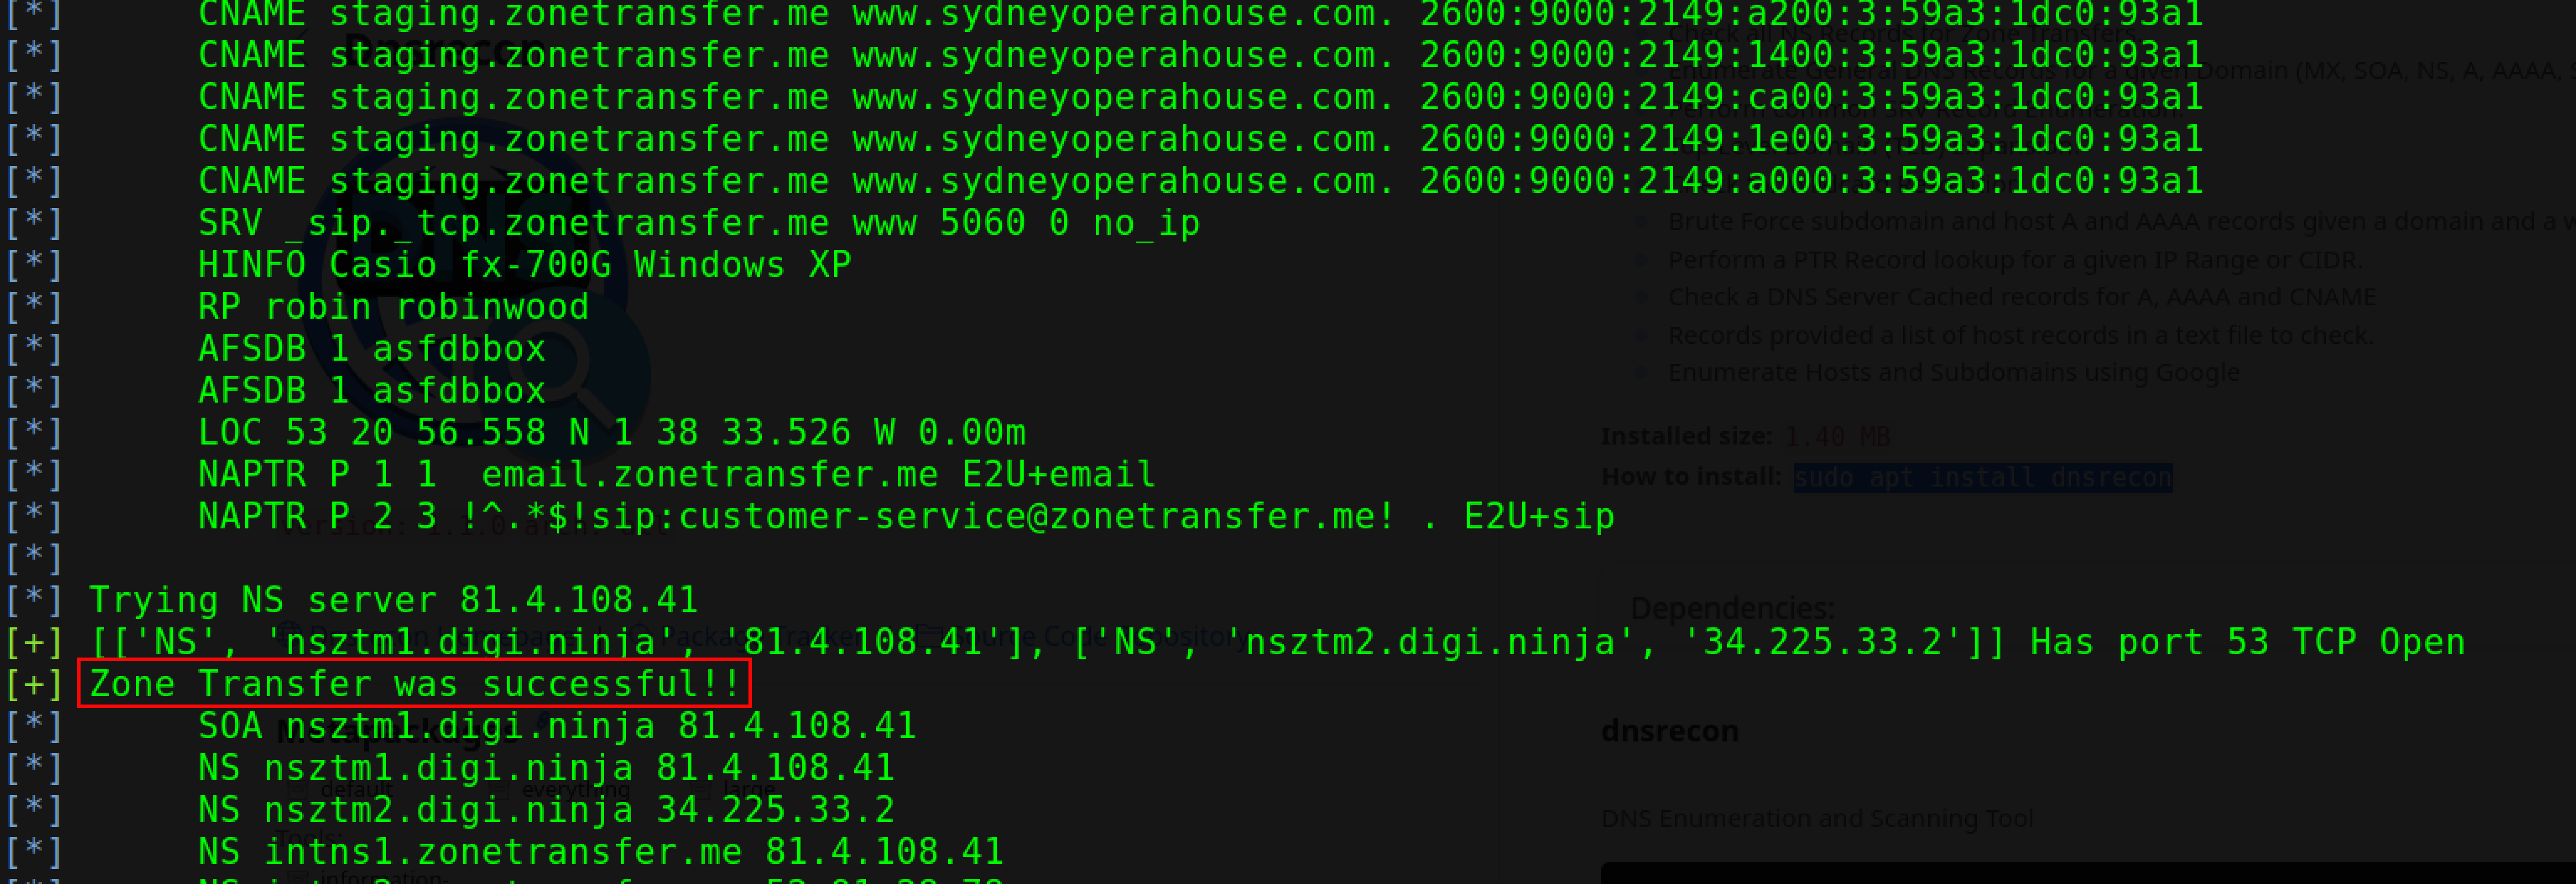 [*] CNAME staging.zonetransfer.me www.sydneyoperahouse.com. 2600:9000:2149:a200:3:59a3:1dc0:93a1
[*] CNAME staging.zonetransfer.me www.sydneyoperahouse.com. 2600:9000:2149:1400:3:59a3:1dc0:93a1
[*] CNAME staging.zonetransfer.me www.sydneyoperahouse.com. 2600:9000:2149:ca00:3:59a3:1dc0:93a1
[*] CNAME staging.zonetransfer.me www.sydneyoperahouse.com. 2600:9000:2149:1e00:3:59a3:1dc0:93a1
[*] CNAME staging.zonetransfer.me www.sydneyoperahouse.com. 2600:9000:2149:a000:3:59a3:1dc0:93a1
[*] SRV _sip._tcp.zonetransfer.me www 5060 0 no_ip
[*] HINFO Casio fx-700G Windows XP
[*] RP robin robinwood
[*] AFSDB 1 asfdbbox
[*] AFSDB 1 asfdbbox
[*] LOC 53 20 56.558 N 1 38 33.526 W 0.00m
[*] NAPTR P 1 1 email.zonetransfer.me E2U+email
[*] NAPTR P 2 3 !^.*$!sip:customer-service@zonetransfer.me! . E2U+sip
[*]
[*] Trying NS server 81.4.108.41
[+] [['NS', 'nsztm1.digi.ninja', '81.4.108.41'], ['NS', 'nsztm2.digi.ninja', '34.225.33.2']] Has port 53 TCP Open
[+] Zone Transfer was successful!!
[*] SOA nsztm1.digi.ninja 81.4.108.41
[*] NS nsztm1.digi.ninja 81.4.108.41
[*] NS nsztm2.digi.ninja 34.225.33.2
[*] NS intns1.zonetransfer.me 81.4.108.41
Dnsrecon
Check all NS Records for Zone Transfers.
Enumerate General DNS Records for a given Domain (MX, SOA, NS, A, AAAA, S
Perform common SRV Record Enumeration.
Brute Force subdomain and host A and AAAA records given a domain and a w
Perform a PTR Record lookup for a given IP Range or CIDR.
Check a DNS Server Cached records for A, AAAA and CNAME
Records provided a list of host records in a text file to check.
Enumerate Hosts and Subdomains using Google
Installed size: 1.40 MB
How to install: sudo apt install dnsrecon
Dependencies:
Package Tracker
Source Code Repository
Metapackages
default
everything
large
Tools:
information-
dnsrecon
DNS Enumeration and Scanning Tool